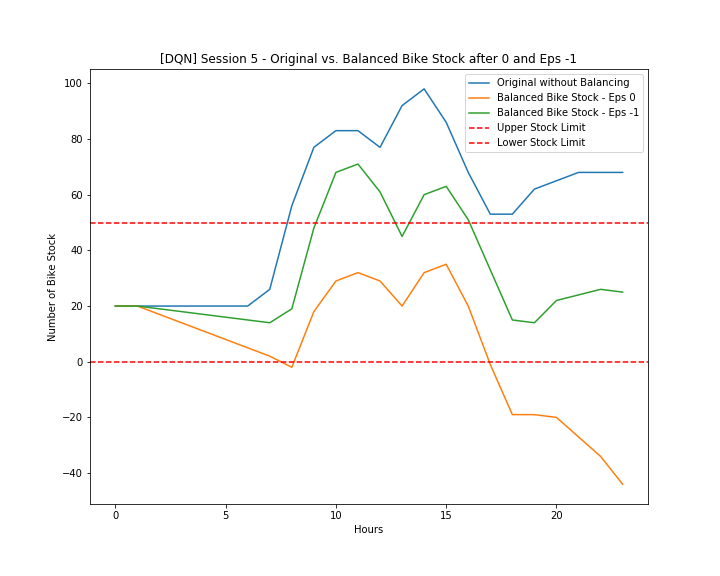 [DQN] Session 5 - Original vs. Balanced Bike Stock after 0 and Eps -1
Original without Balancing
Balanced Bike Stock - Eps 0
Balanced Bike Stock - Eps -1
Upper Stock Limit
Lower Stock Limit
Number of Bike Stock
100
80
60
40
20
0
−20
−40
0
5
10
15
20
Hours